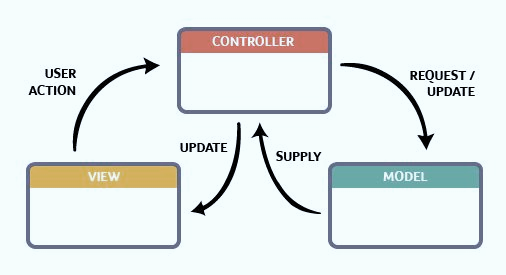 CONTROLLER
USER
ACTION
REQUEST /
UPDATE
UPDATE
SUPPLY
VIEW
MODEL